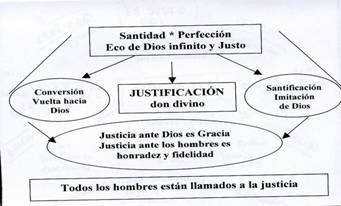 Santidad * Perfección
Eco de Dios infinito y Justo
Conversión
Vuelta hacia
Dios
JUSTIFICACIÓN
don divino
Santificación
Imitación
de Dios
Justicia ante Dios es Gracia
Justicia ante los hombres es
honradez y fidelidad
Todos los hombres están llamados a la justicia